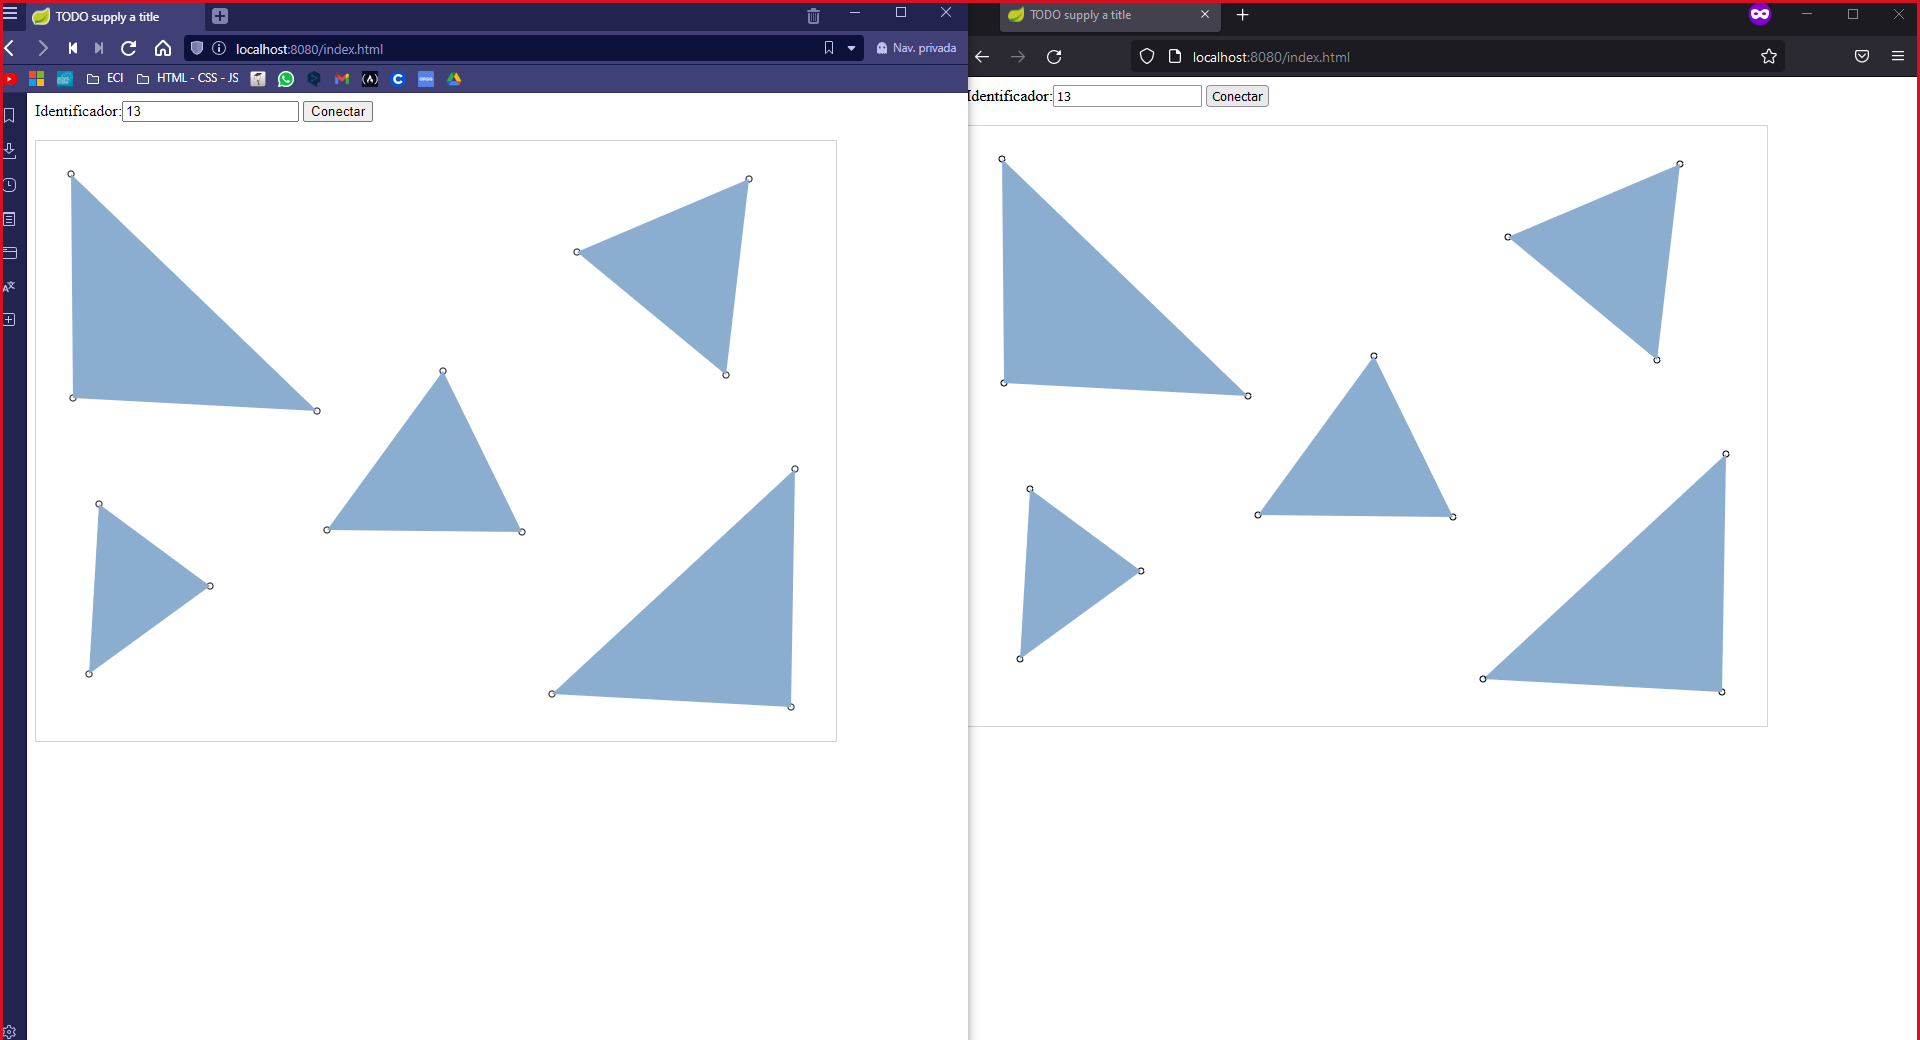 TODO supply a title
localhost:8080/index.html
Nav. privada
ECI
HTML - CSS - JS
Identificador:
13
Conectar
TODO supply a title
localhost:8080/index.html
Identificador:
13
Conectar